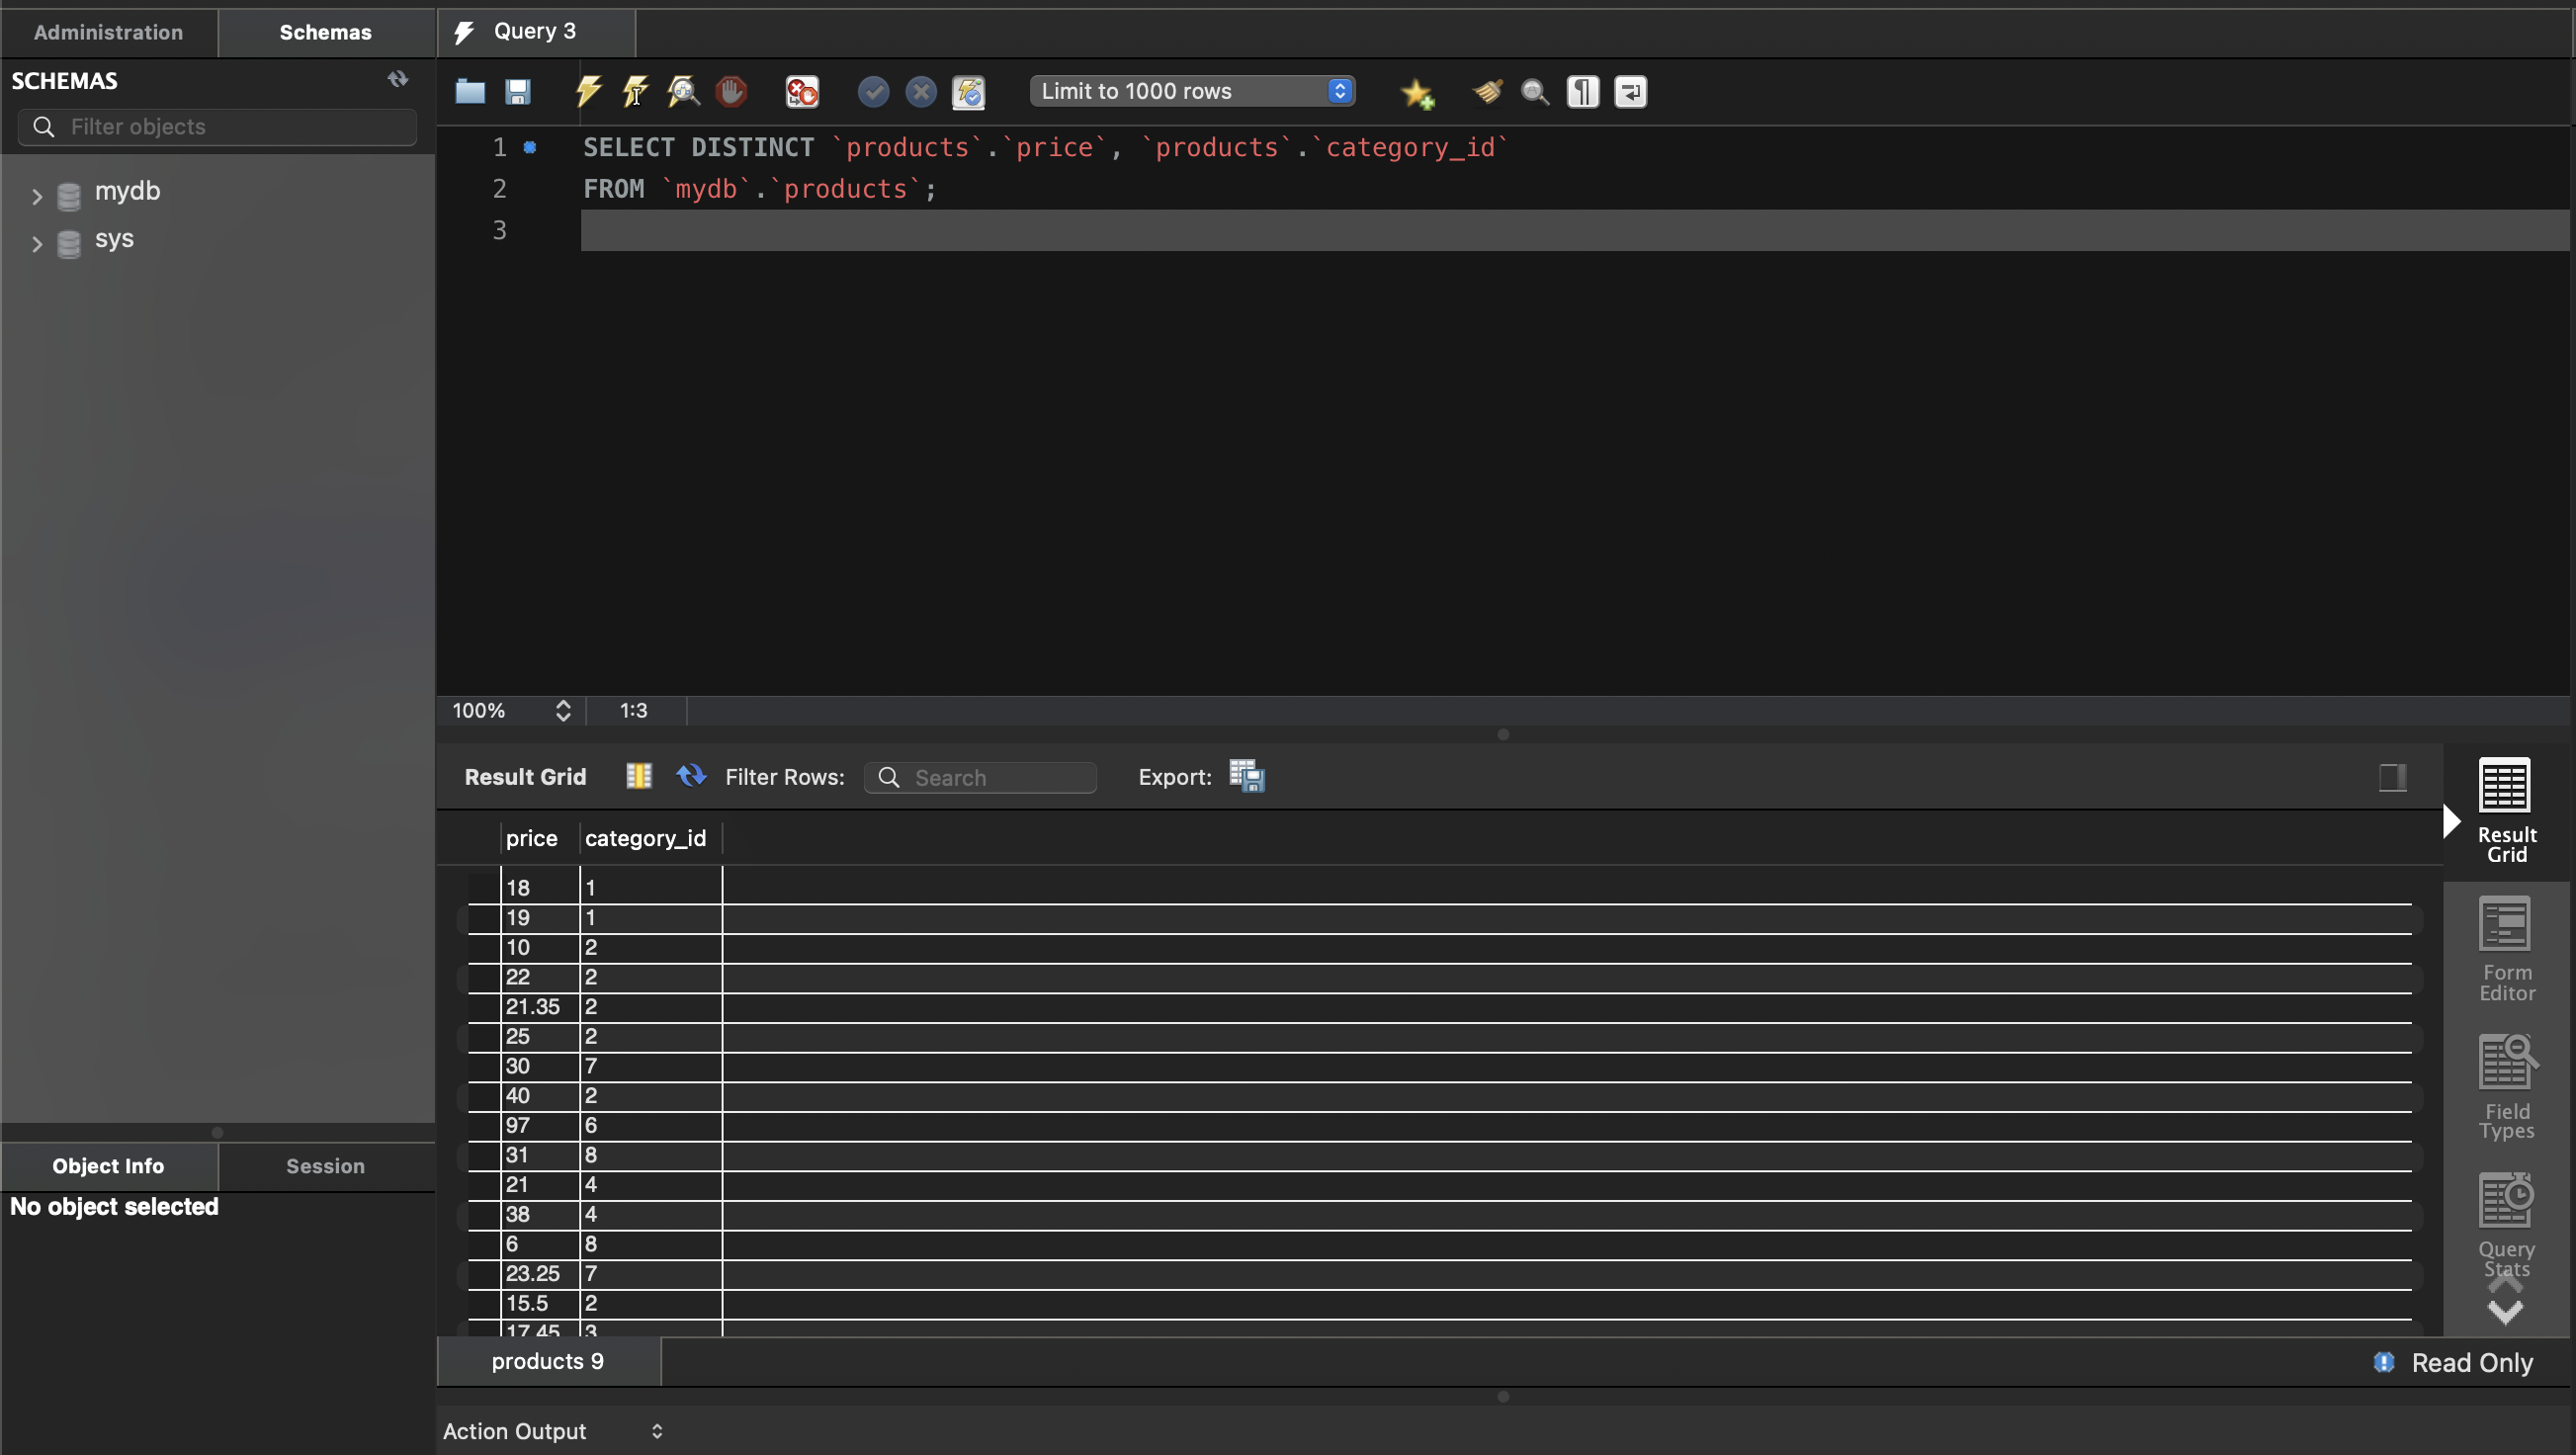 Administration
Schemas
Query 3
SCHEMAS
Filter objects
mydb
sys
Limit to 1000 rows
1
SELECT DISTINCT `products`.`price`, `products`.`category_id`
2
FROM `mydb`.`products`;
3
100%
1:3
Result Grid
Filter Rows:
Search
Export:
price category_id
18 1
19 1
10 2
22 2
21.35 2
25 2
30 7
40 2
97 6
31 8
21 4
38 4
6 8
23.25 7
15.5 2
17.45 3
Result
Grid
Form
Editor
Field
Types
Query
Stats
products 9
Read Only
Object Info
Session
No object selected
Action Output